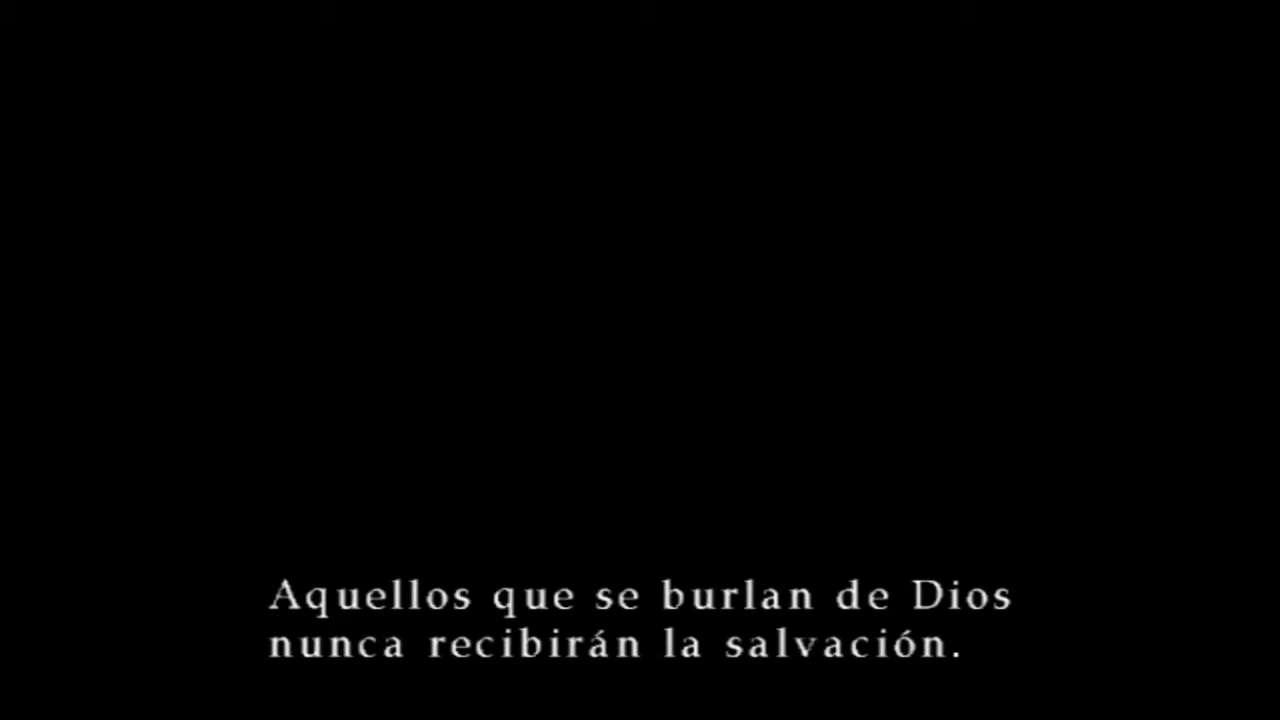 Aquellos que se burlan de Dios
nunca recibirán la salvación.